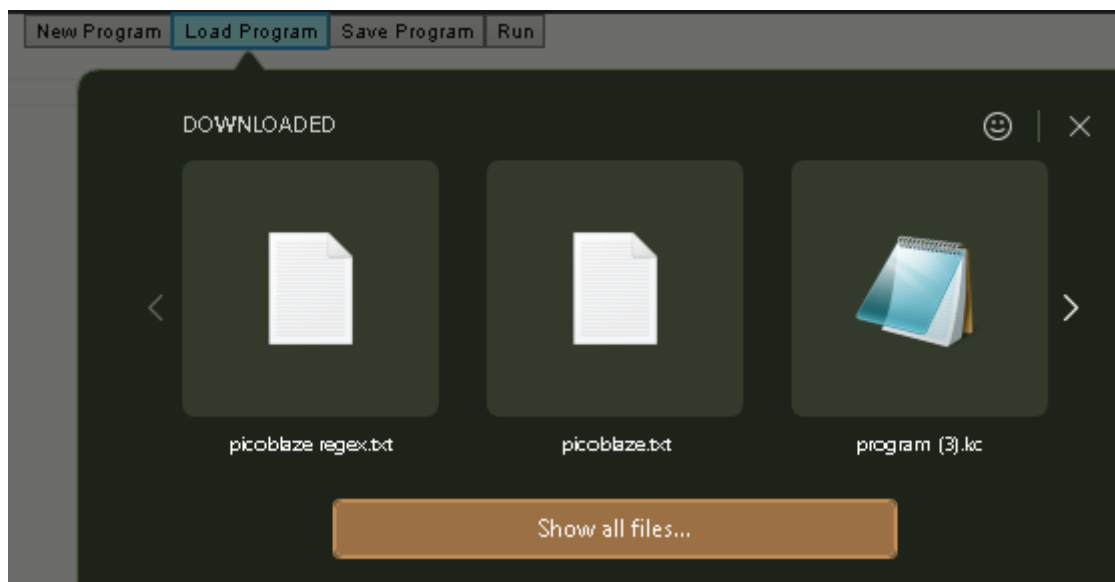 New Program Load Program Save Program Run
DOWNLOADED
picoblaze regex.txt picoblaze.txt program (3).kc
Show all files...